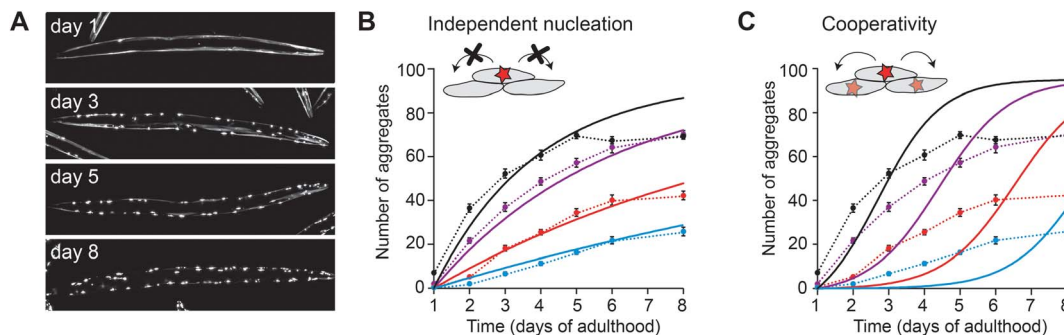 A
day 1
day 3
day 5
day 8
B
Independent nucleation
Number of aggregates
100
80
60
40
20
0
1 2 3 4 5 6 7 8
Time (days of adulthood)
C
Cooperativity
Number of aggregates
100
80
60
40
20
0
1 2 3 4 5 6 7 8
Time (days of adulthood)